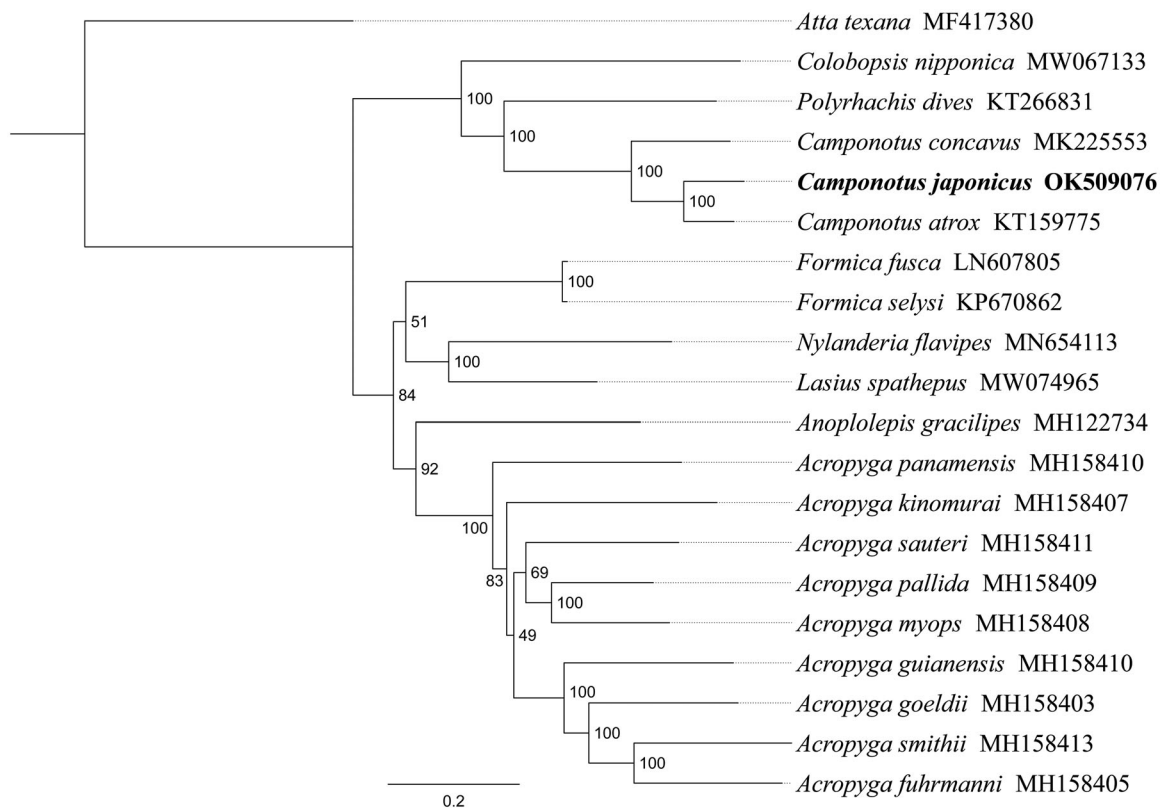 Atta texana MF417380
Colobopsis nipponica MW067133
100
Polyrhachis dives KT266831
100
Camponotus concavus MK225553
100
Camponotus japonicus OK509076
100
Camponotus atrox KT159775
Formica fusca LN607805
100
Formica selysi KP670862
51
Nylanderia flavipes MN654113
100
Lasius spathepus MW074965
84
Anoplolepis gracilipes MH122734
92
Acropyga panamensis MH158410
100
Acropyga kinomurai MH158407
83
Acropyga sauteri MH158411
69
Acropyga pallida MH158409
100
Acropyga myops MH158408
49
Acropyga guianensis MH158410
100
Acropyga goeldii MH158403
100
Acropyga smithii MH158413
100
Acropyga fuhrmanni MH158405
0.2